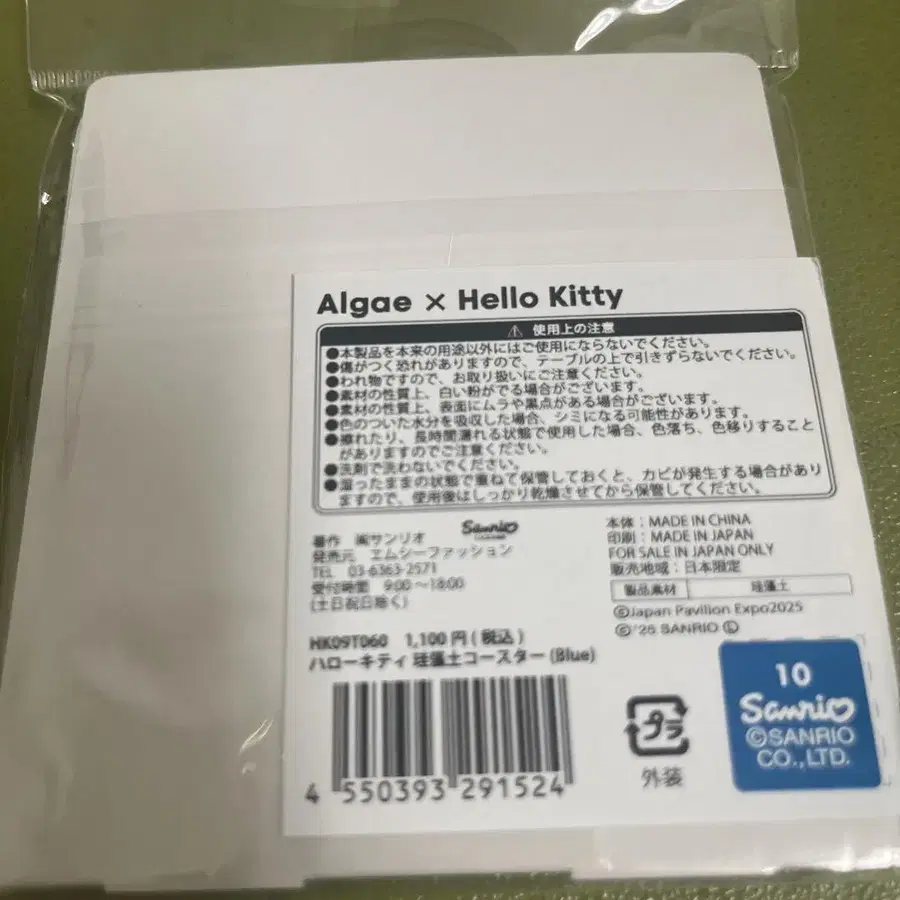 Algae × Hello Kitty
⚠ 使用上の注意
●本製品を本来の用途以外にはご使用にならないでください。
●傷がつく恐れがありますので、テーブルの上で引きずらないでください。
●われ物ですので、お取り扱いにご注意ください。
●素材の性質上、白い粉がでる場合がございます。
●素材の性質上、表面にムラや黒点がある場合がございます。
●色のついた水分を吸収した場合、シミになる可能性があります。
●擦れたり、長時間濡れる状態で使用した場合、色落ち、色移りすること
がありますのでご注意ください。
●洗剤で洗わないでください。
●湿ったままの状態で重ねて保管しておくと、カビが発生する場合があり
ますので、使用後はしっかり乾燥させてから保管してください。
著作 ㈱サンリオ
Sanrio
発売元 エムシーファッション
TEL 03-6363-2571
受付時間 9:00~18:00
(土日祝日除く)
本体:MADE IN CHINA
印刷:MADE IN JAPAN
FOR SALE IN JAPAN ONLY
販売地域:日本限定
製品素材 珪藻土
©Japan Pavilion Expo2025
©'25 SANRIO Ⓛ
HK09T060 1,100円(税込)
ハローキティ 珪藻土コースター(Blue)
4 550393 291524
プラ
外装
10
Sanrio
©SANRIO
CO.,LTD.